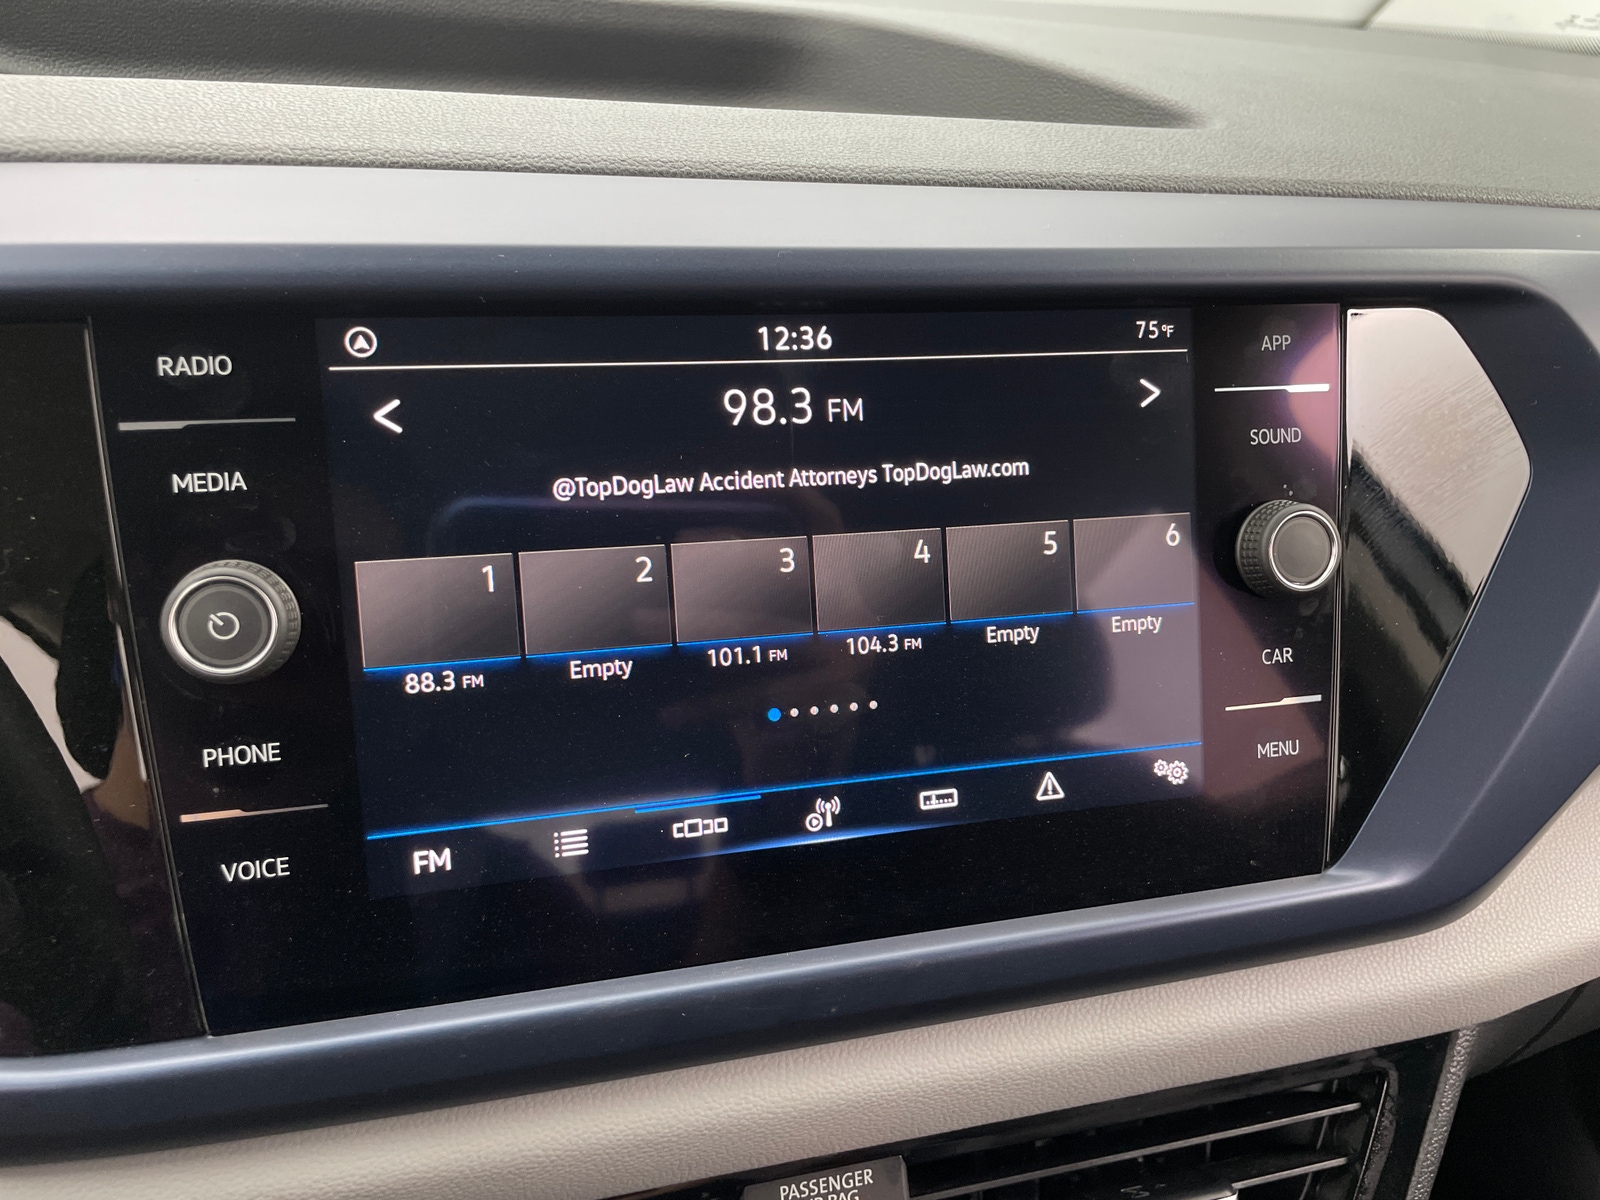 RADIO
MEDIA
PHONE
VOICE
12:36
75°F
98.3 FM
@TopDogLaw Accident Attorneys TopDogLaw.com
1
2
3
4
5
6
88.3 FM
Empty
101.1 FM
104.3 FM
Empty
Empty
FM
APP
SOUND
CAR
MENU
PASSENGER
BAG